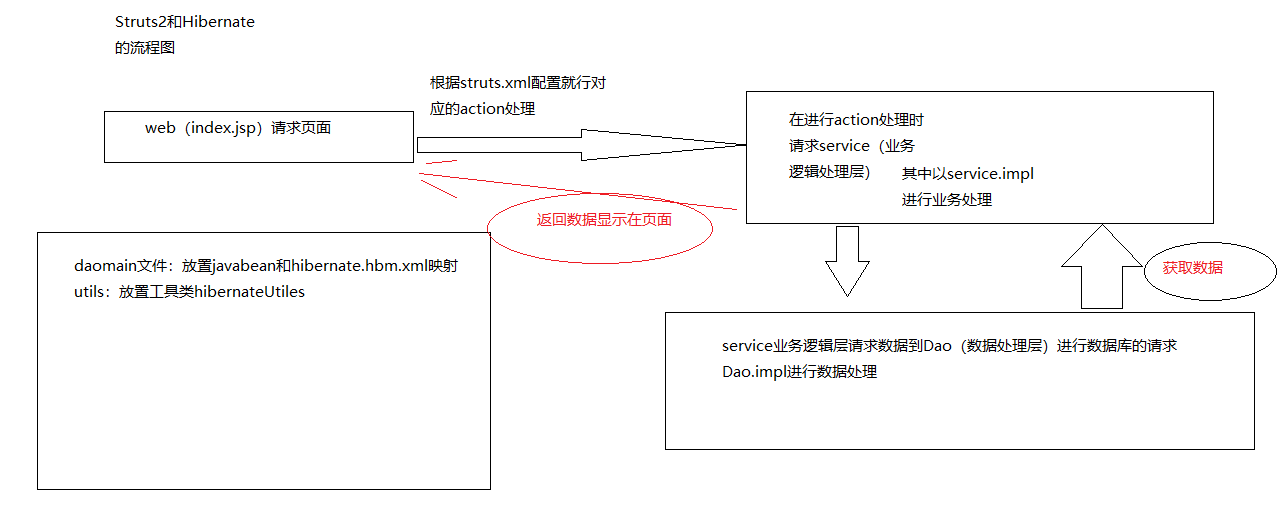 Struts2和Hibernate
的流程图
根据struts.xml配置就行对
应的action处理
web（index.jsp）请求页面
在进行action处理时
请求service（业务
逻辑处理层）
其中以service.impl
进行业务处理
返回数据显示在页面
获取数据
daomain文件：放置javabean和hibernate.hbm.xml映射
utils：放置工具类hibernateUtiles
service业务逻辑层请求数据到Dao（数据处理层）进行数据库的请求
Dao.impl进行数据处理